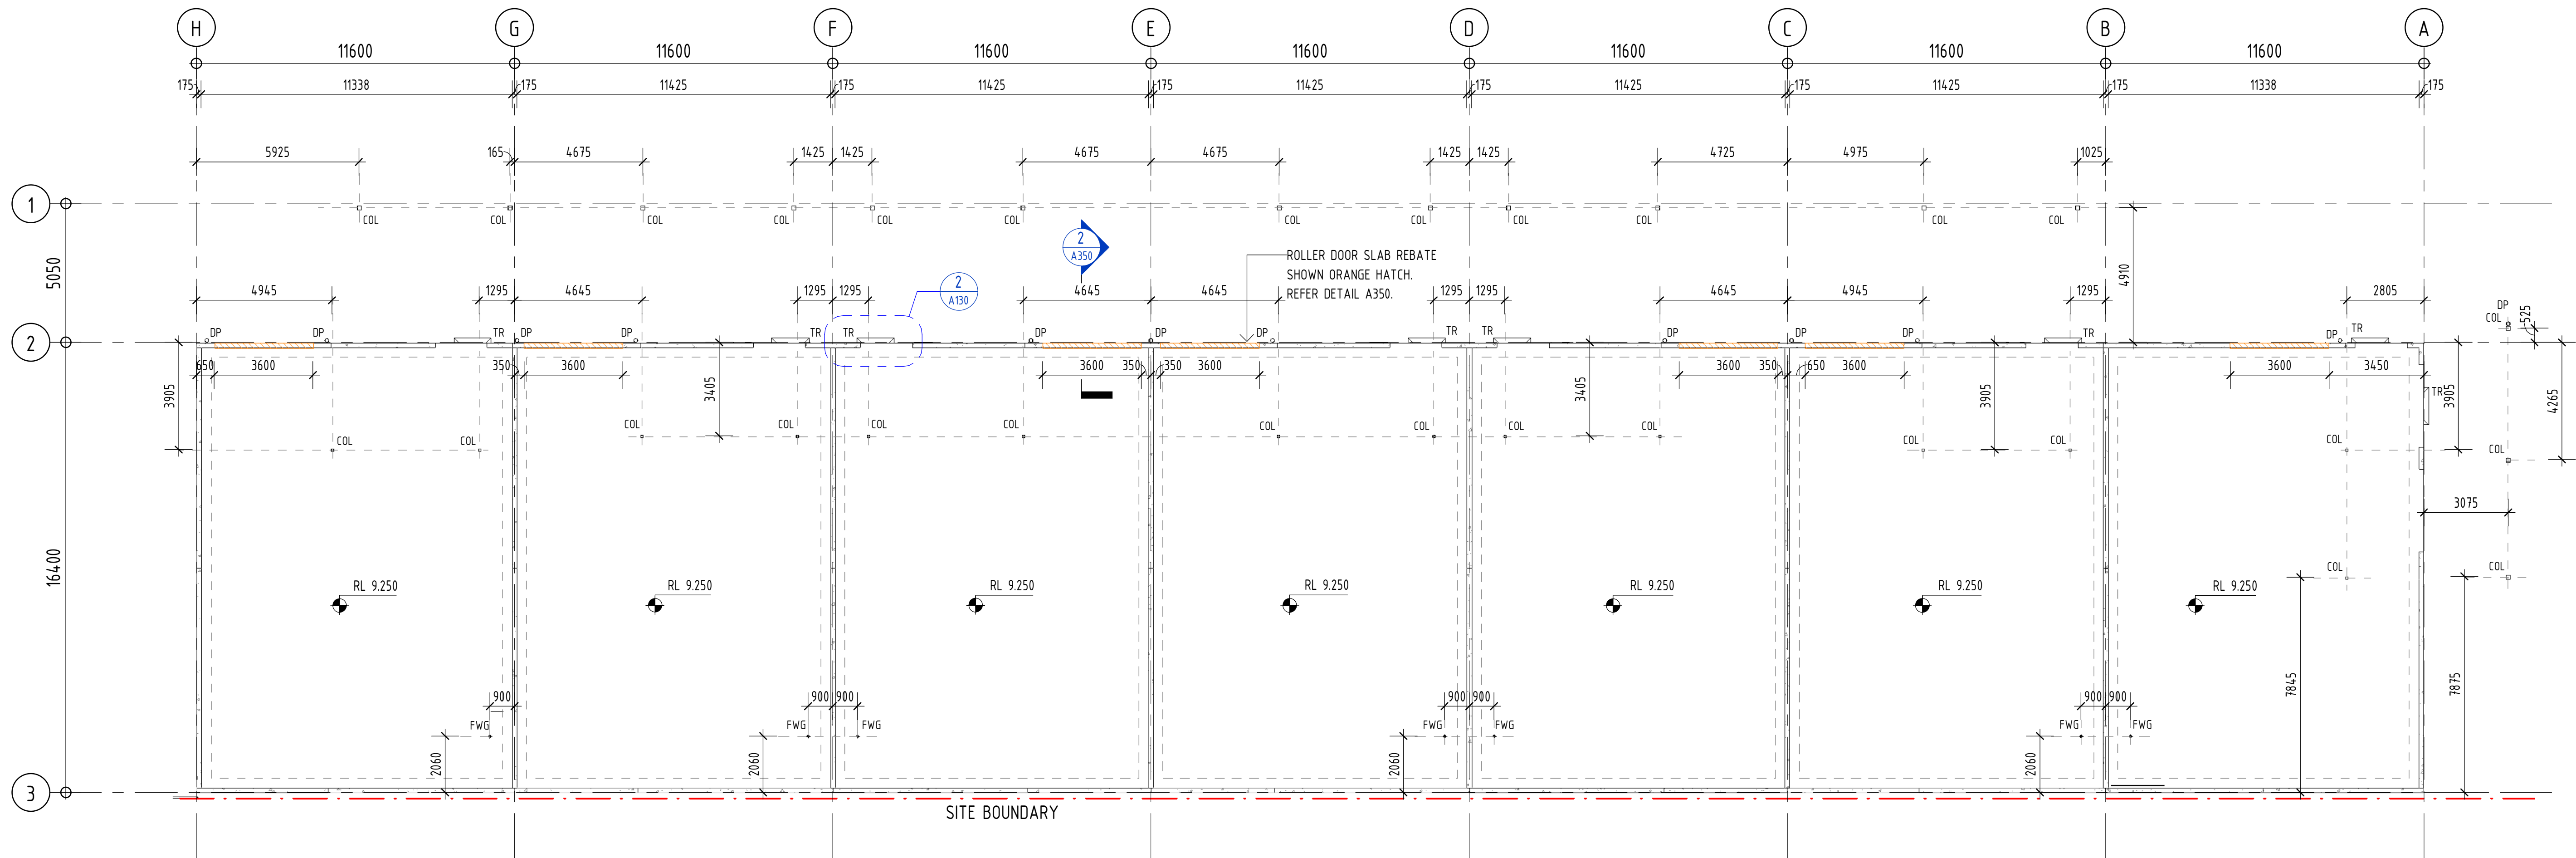 H G F E D C B A
11600 11600 11600 11600 11600 11600 11600
175 11338 175 11425 175 11425 175 11425 175 11425 175 11425 175 11338 175
5925 165 4675 1425 1425 4675 4675 1425 1425 4725 4975 1025
1
COL COL COL COL COL COL COL COL COL COL COL COL
5050
2
A350
ROLLER DOOR SLAB REBATE
SHOWN ORANGE HATCH.
REFER DETAIL A350.
4910
4945 1295 4645 1295 1295 4645 4645 1295 1295 4645 4945 1295 2805
2
A130
DP
COL
525
2
DP DP TR DP DP TR TR DP DP DP TR TR DP DP DP TR DP TR
650 3600 350 3600 3600 350 350 3600 3600 350 650 3600 3600 3450
3905 3405 3405 3905 3905 4265
TR
COL COL COL COL COL COL COL COL COL COL COL COL COL COL
3075
16400
COL COL
RL 9.250 RL 9.250 RL 9.250 RL 9.250 RL 9.250 RL 9.250 RL 9.250
7845 7875
900 900 900 900 900 900 900
FWG FWG FWG FWG FWG FWG FWG
2060 2060 2060 2060
3
SITE BOUNDARY